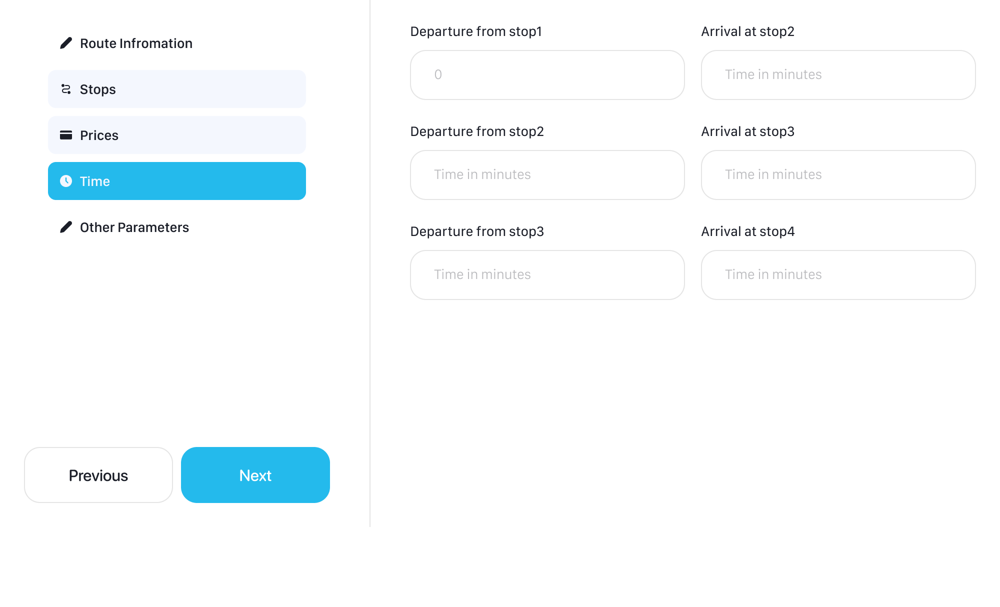 Route Infromation
Stops
Prices
Time
Other Parameters
Previous
Next
Departure from stop1
0
Arrival at stop2
Time in minutes
Departure from stop2
Time in minutes
Arrival at stop3
Time in minutes
Departure from stop3
Time in minutes
Arrival at stop4
Time in minutes